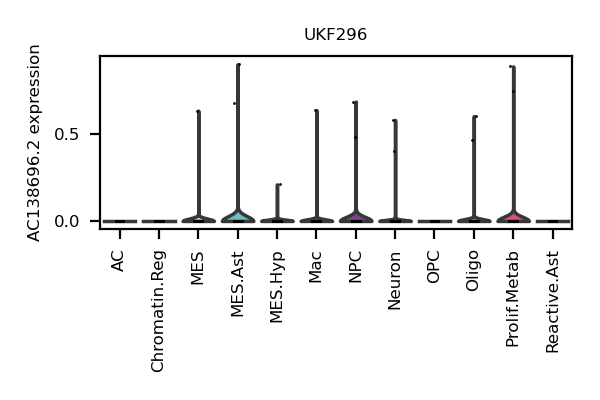 UKF296
AC138696.2 expression
0.5
0.0
AC
Chromatin.Reg
MES
MES.Ast
MES.Hyp
Mac
NPC
Neuron
OPC
Oligo
Prolif.Metab
Reactive.Ast